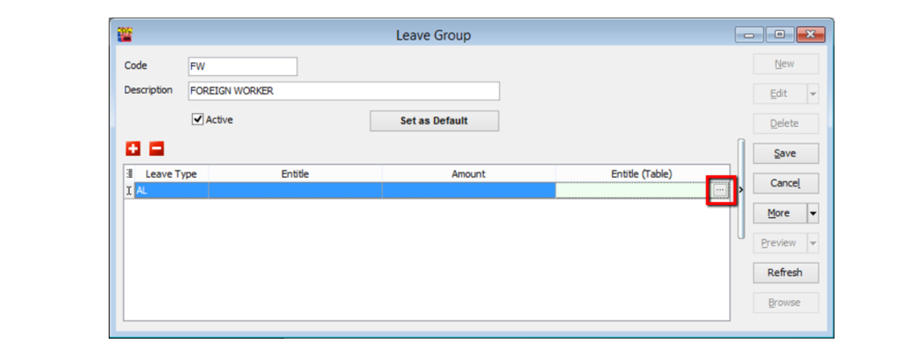 Leave Group
Code FW
Description FOREIGN WORKER
Active Set as Default
Leave Type Entitle Amount Entitle (Table)
AL ...
New
Edit
Delete
Save
Cancel
More
Preview
Refresh
Browse